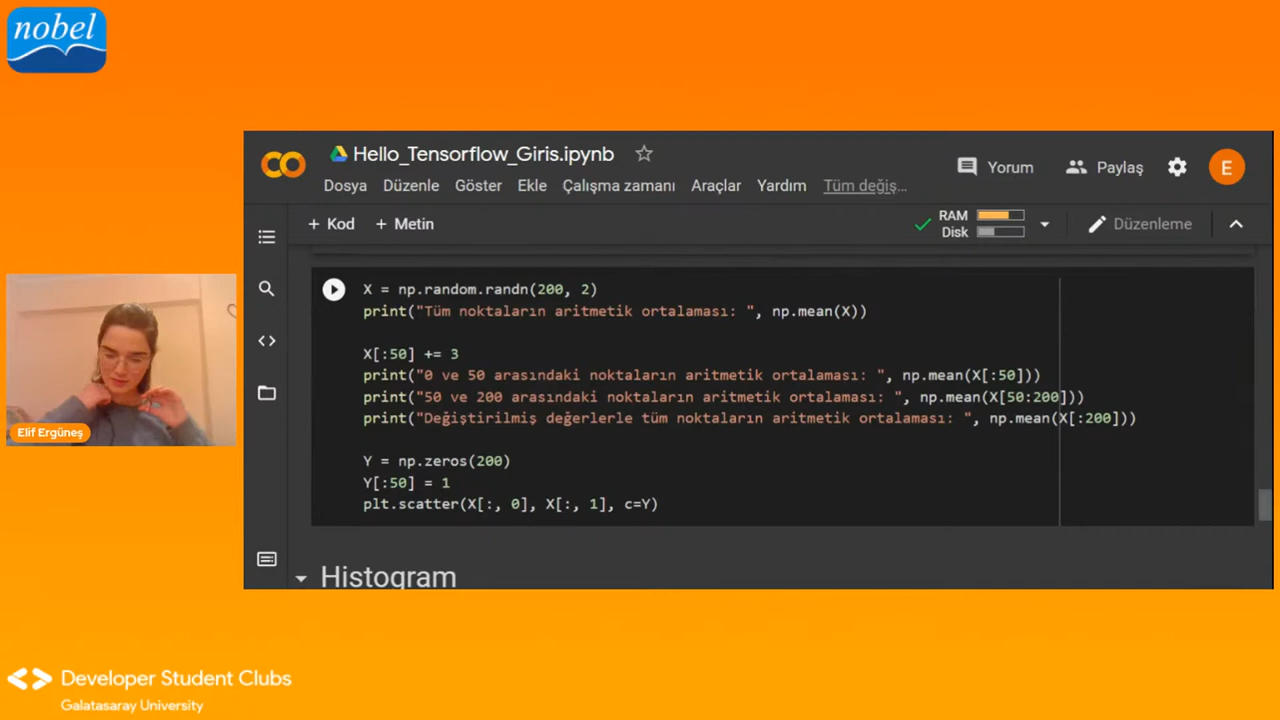 nobel
Hello_Tensorflow_Giris.ipynb
Yorum
Paylaş
E
Dosya Düzenle Göster Ekle Çalışma zamanı Araçlar Yardım Tüm değiş...
+ Kod + Metin
RAM
Disk
Düzenleme
X = np.random.randn(200, 2)
print("Tüm noktaların aritmetik ortalaması: ", np.mean(X))
X[:50] += 3
print("0 ve 50 arasındaki noktaların aritmetik ortalaması: ", np.mean(X[:50]))
print("50 ve 200 arasındaki noktaların aritmetik ortalaması: ", np.mean(X[50:200]))
print("Değiştirilmiş değerlerle tüm noktaların aritmetik ortalaması: ", np.mean(X[:200]))
Y = np.zeros(200)
Y[:50] = 1
plt.scatter(X[:, 0], X[:, 1], c=Y)
Histogram
Elif Ergüneş
Developer Student Clubs
Galatasaray University